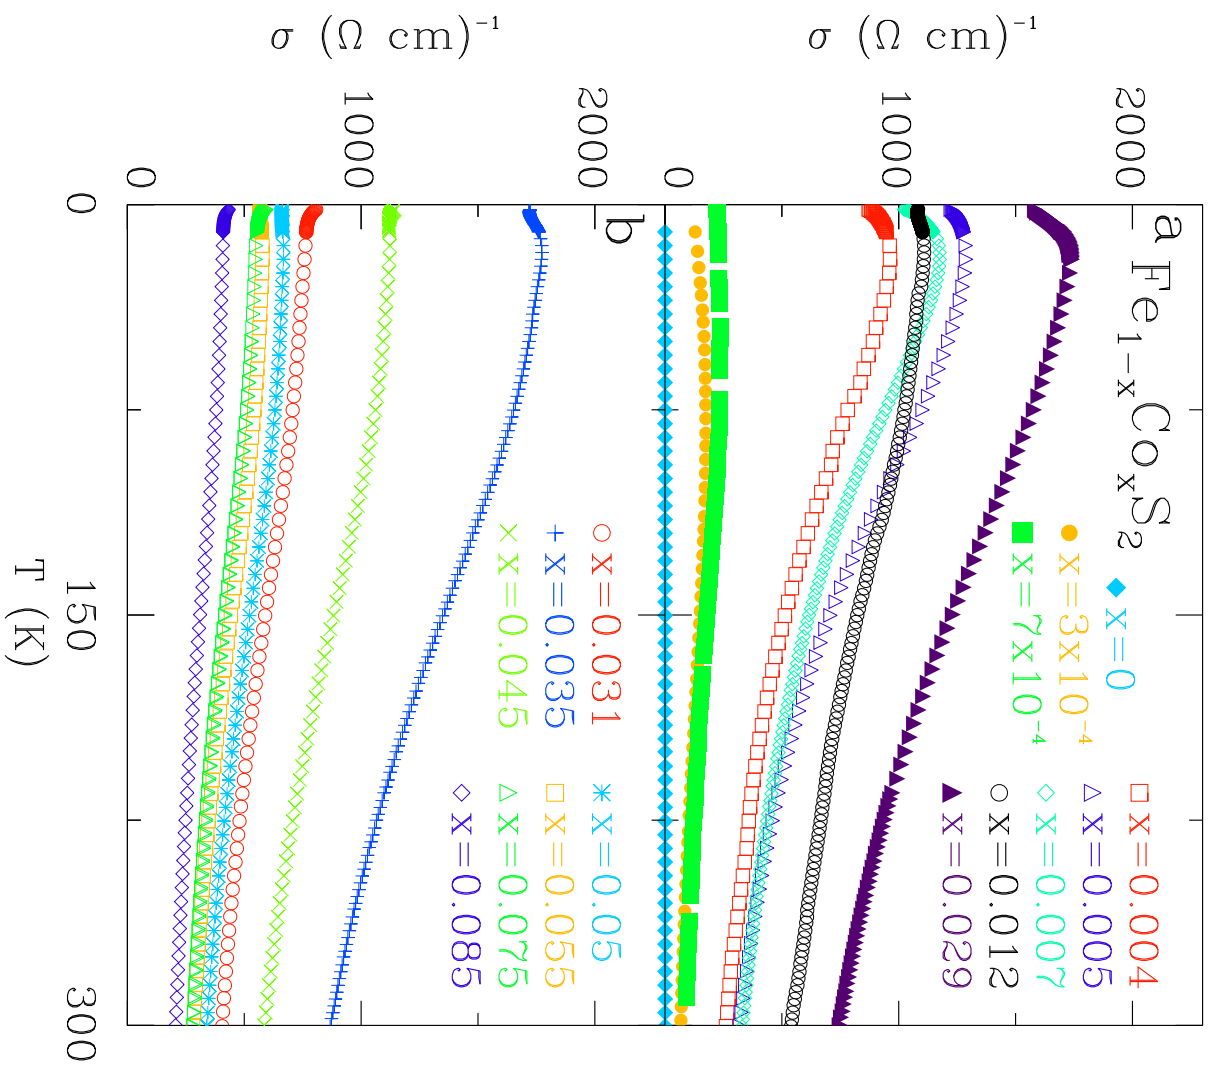 a Fe₁₋ₓCoₓS₂
x=0
x=3x10⁻⁴
x=7x10⁻⁴
x=0.004
x=0.005
x=0.007
x=0.012
x=0.029
σ (Ω cm)⁻¹
2000
1000
0
b
x=0.031
x=0.035
x=0.045
x=0.05
x=0.055
x=0.075
x=0.085
σ (Ω cm)⁻¹
2000
1000
0
0 150 300
T (K)